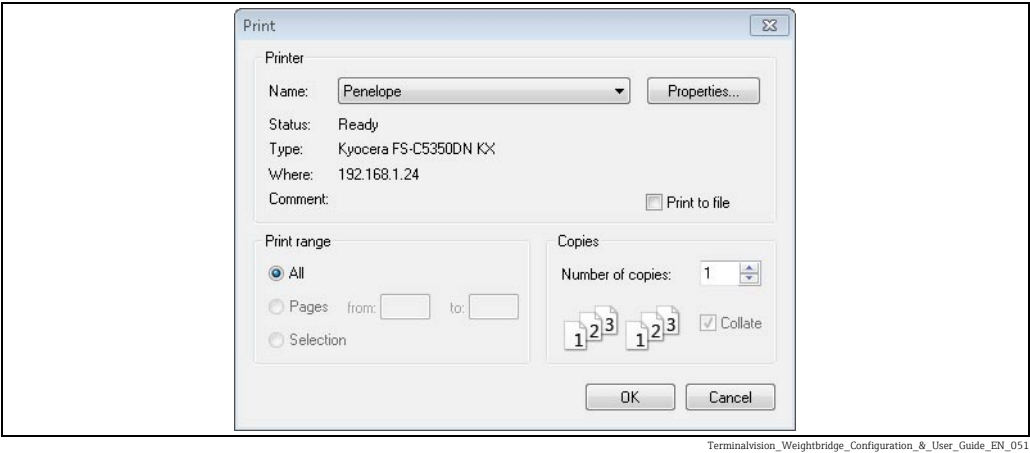 Print
Printer
Name: Penelope Properties...
Status: Ready
Type: Kyocera FS-C5350DN KX
Where: 192.168.1.24
Comment: Print to file
Print range
All
Pages from: to:
Selection
Copies
Number of copies: 1
1 2 3 1 2 3 Collate
OK Cancel
Terminalvision_Weightbridge_Configuration_&_User_Guide_EN_051